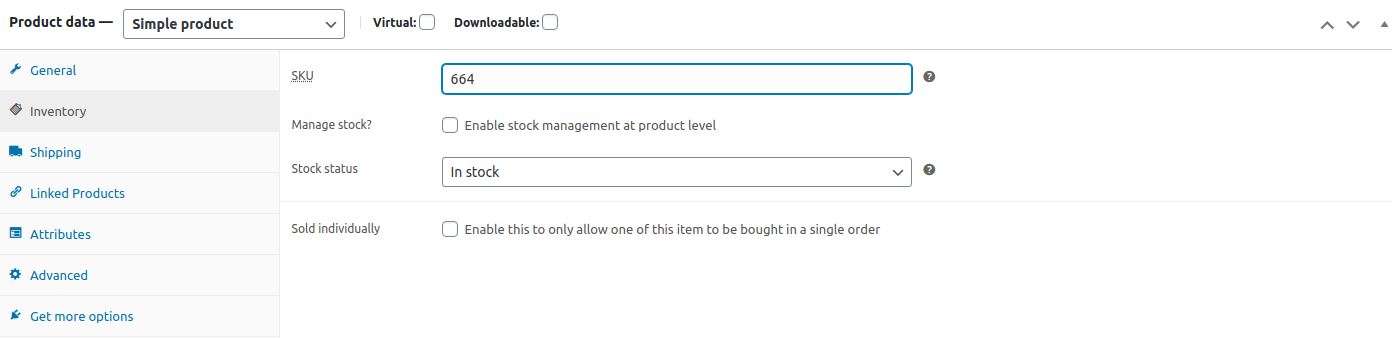 Product data — Simple product Virtual: Downloadable:
General
Inventory
Shipping
Linked Products
Attributes
Advanced
Get more options
SKU 664
Manage stock? Enable stock management at product level
Stock status In stock
Sold individually Enable this to only allow one of this item to be bought in a single order